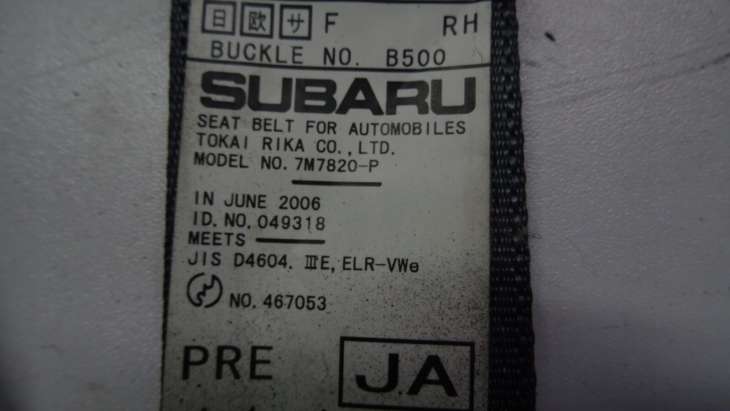 日 欧 サ F RH
BUCKLE NO. B500
SUBARU
SEAT BELT FOR AUTOMOBILES
TOKAI RIKA CO., LTD.
MODEL NO. 7M7820-P
IN JUNE 2006
ID. NO. 049318
MEETS
JIS D4604. ⅢE, ELR-VWe
NO. 467053
PRE JA